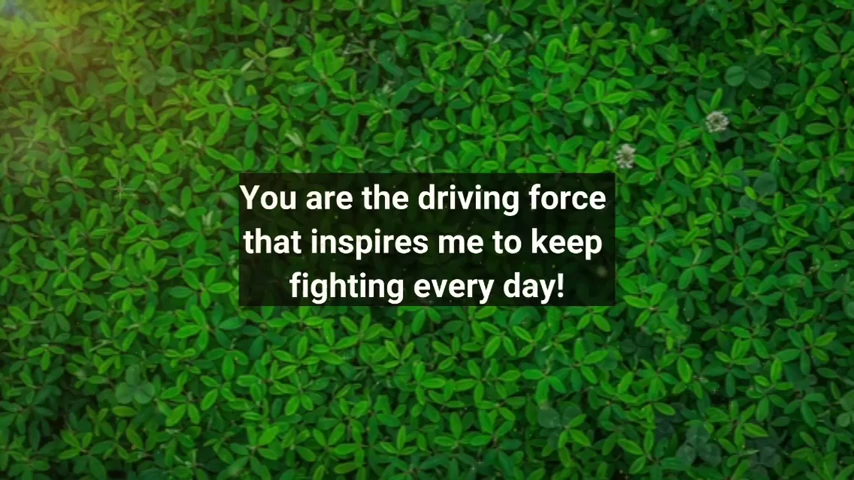 You are the driving force
that inspires me to keep
fighting every day!